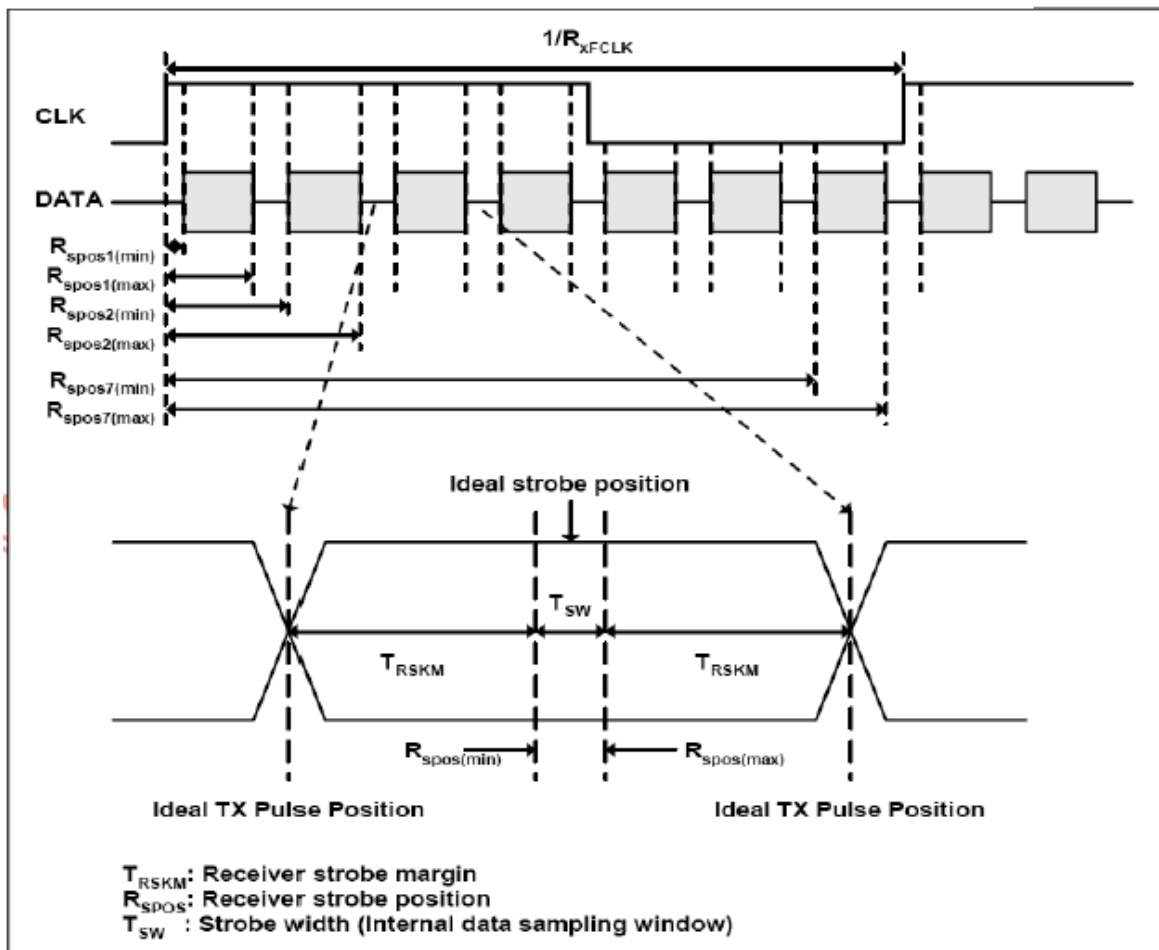 1/RxFCLK
CLK
DATA
Rspos1(min)
Rspos1(max)
Rspos2(min)
Rspos2(max)
Rspos7(min)
Rspos7(max)
Ideal strobe position
TSW
TRSKM
TRSKM
Rspos(min)
Rspos(max)
Ideal TX Pulse Position
Ideal TX Pulse Position
TRSKM: Receiver strobe margin
RSPOS: Receiver strobe position
TSW : Strobe width (Internal data sampling window)